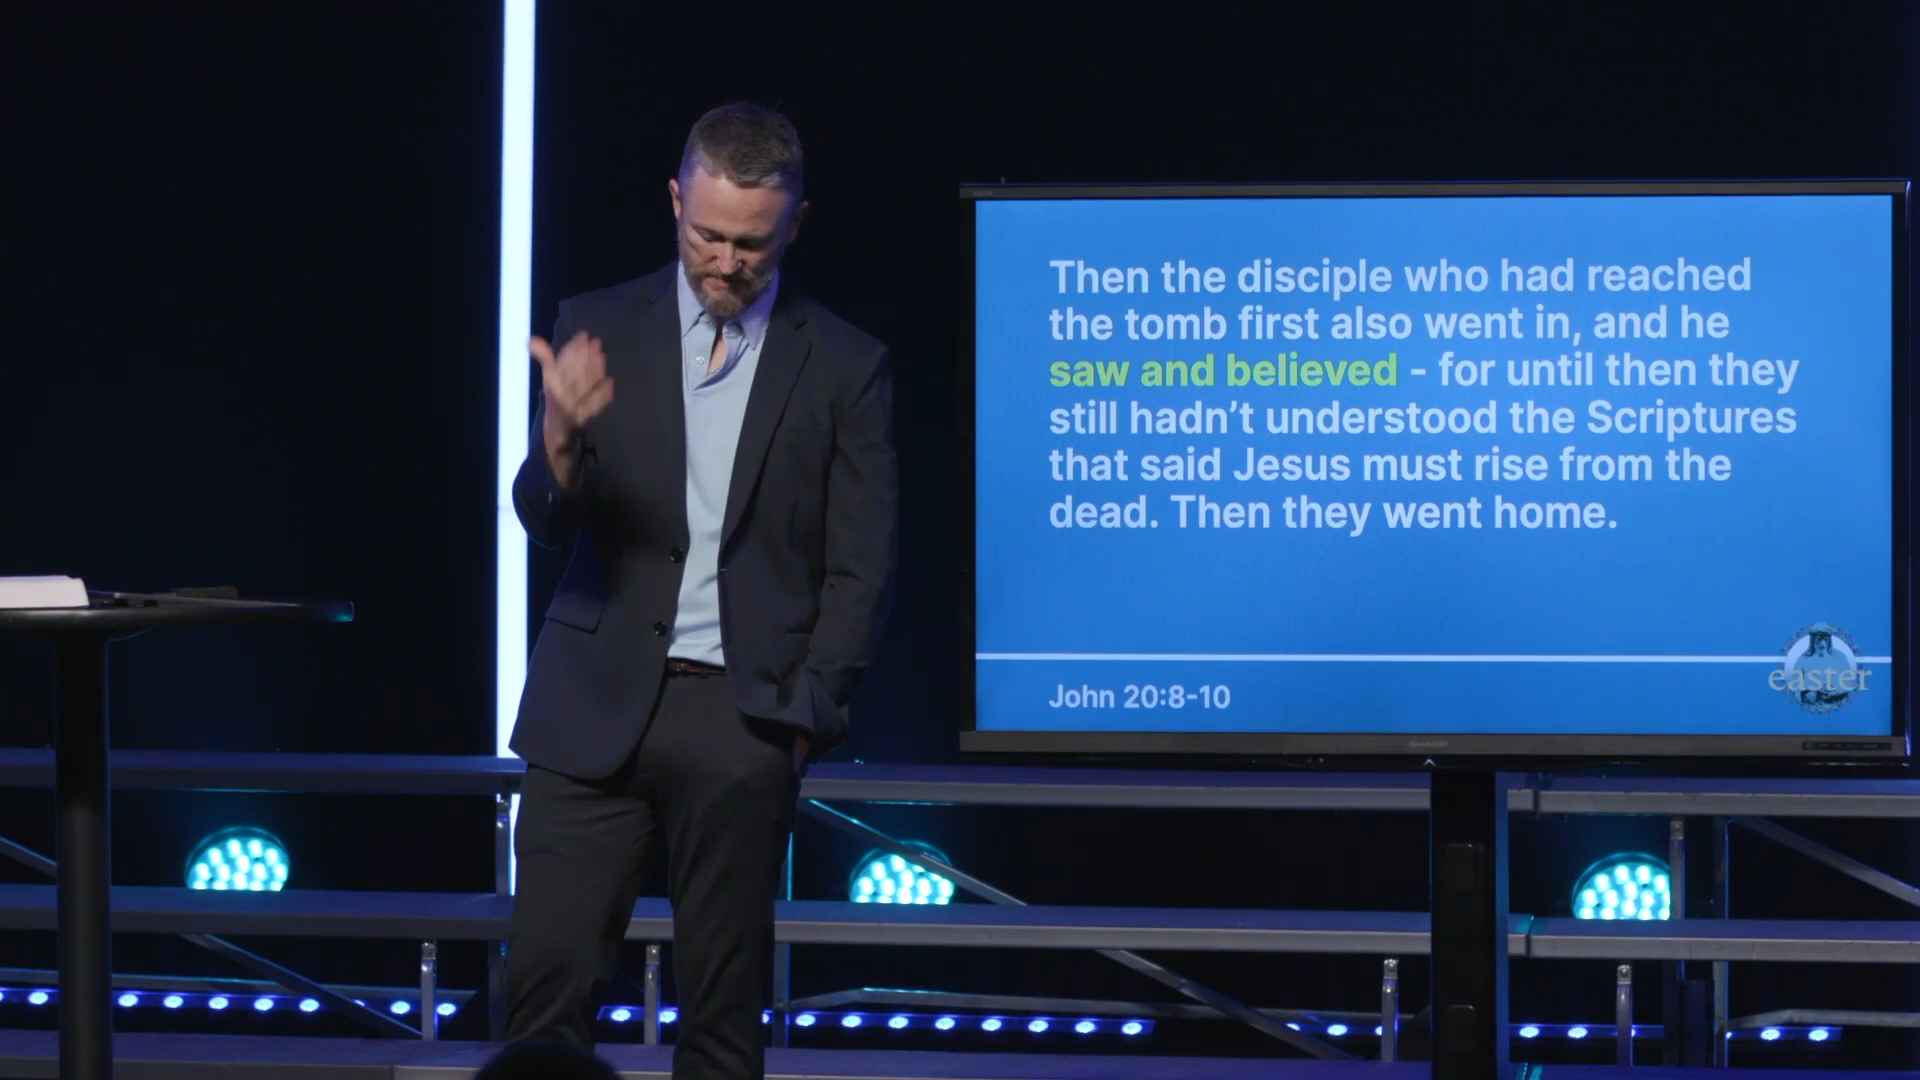 Then the disciple who had reached
the tomb first also went in, and he
saw and believed - for until then they
still hadn't understood the Scriptures
that said Jesus must rise from the
dead. Then they went home.
easter
John 20:8-10
SHARP